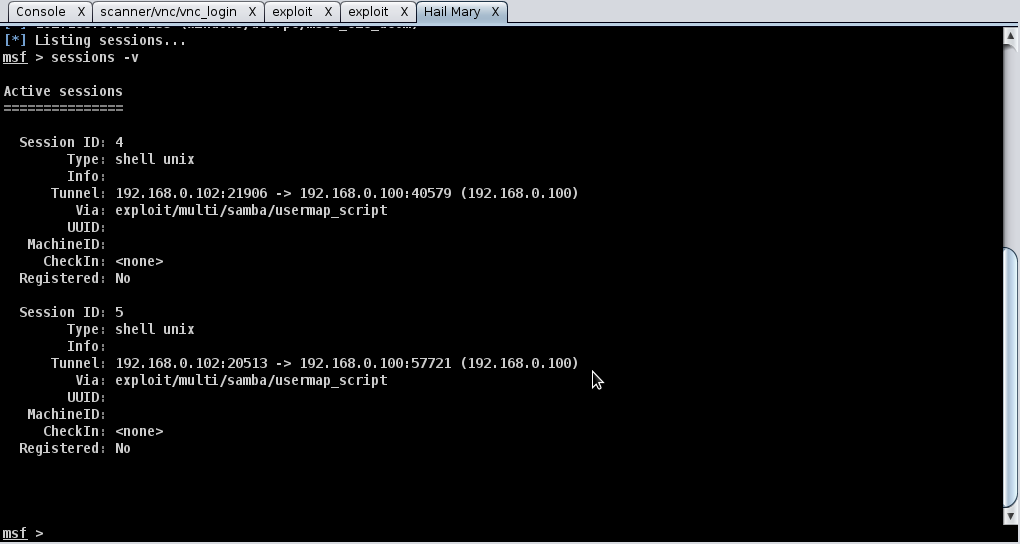 Console X scanner/vnc/vnc_login X exploit X exploit X Hail Mary X
[*] Listing sessions...
msf > sessions -v
Active sessions
===============
Session ID: 4
Type: shell unix
Info:
Tunnel: 192.168.0.102:21906 -> 192.168.0.100:40579 (192.168.0.100)
Via: exploit/multi/samba/usermap_script
UUID:
MachineID:
CheckIn: <none>
Registered: No
Session ID: 5
Type: shell unix
Info:
Tunnel: 192.168.0.102:20513 -> 192.168.0.100:57721 (192.168.0.100)
Via: exploit/multi/samba/usermap_script
UUID:
MachineID:
CheckIn: <none>
Registered: No
msf >